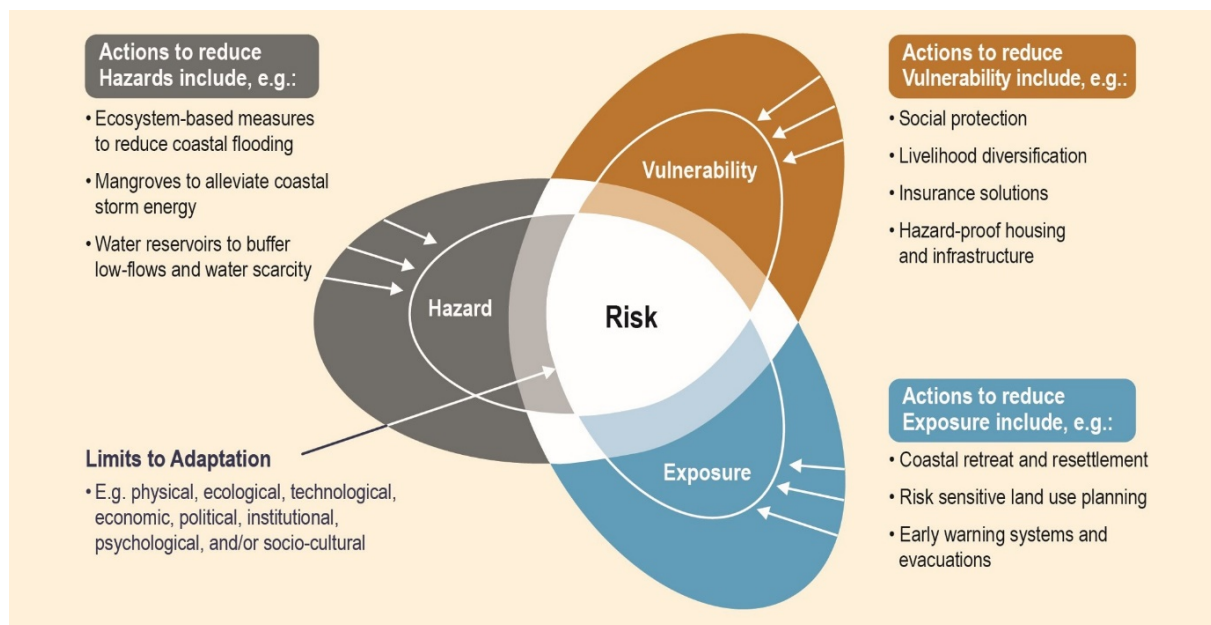 Actions to reduce
Hazards include, e.g.:
• Ecosystem-based measures
to reduce coastal flooding
• Mangroves to alleviate coastal
storm energy
• Water reservoirs to buffer
low-flows and water scarcity
Limits to Adaptation
• E.g. physical, ecological, technological,
economic, political, institutional,
psychological, and/or socio-cultural
Hazard
Vulnerability
Risk
Exposure
Actions to reduce
Vulnerability include, e.g.:
• Social protection
• Livelihood diversification
• Insurance solutions
• Hazard-proof housing
and infrastructure
Actions to reduce
Exposure include, e.g.:
• Coastal retreat and resettlement
• Risk sensitive land use planning
• Early warning systems and
evacuations